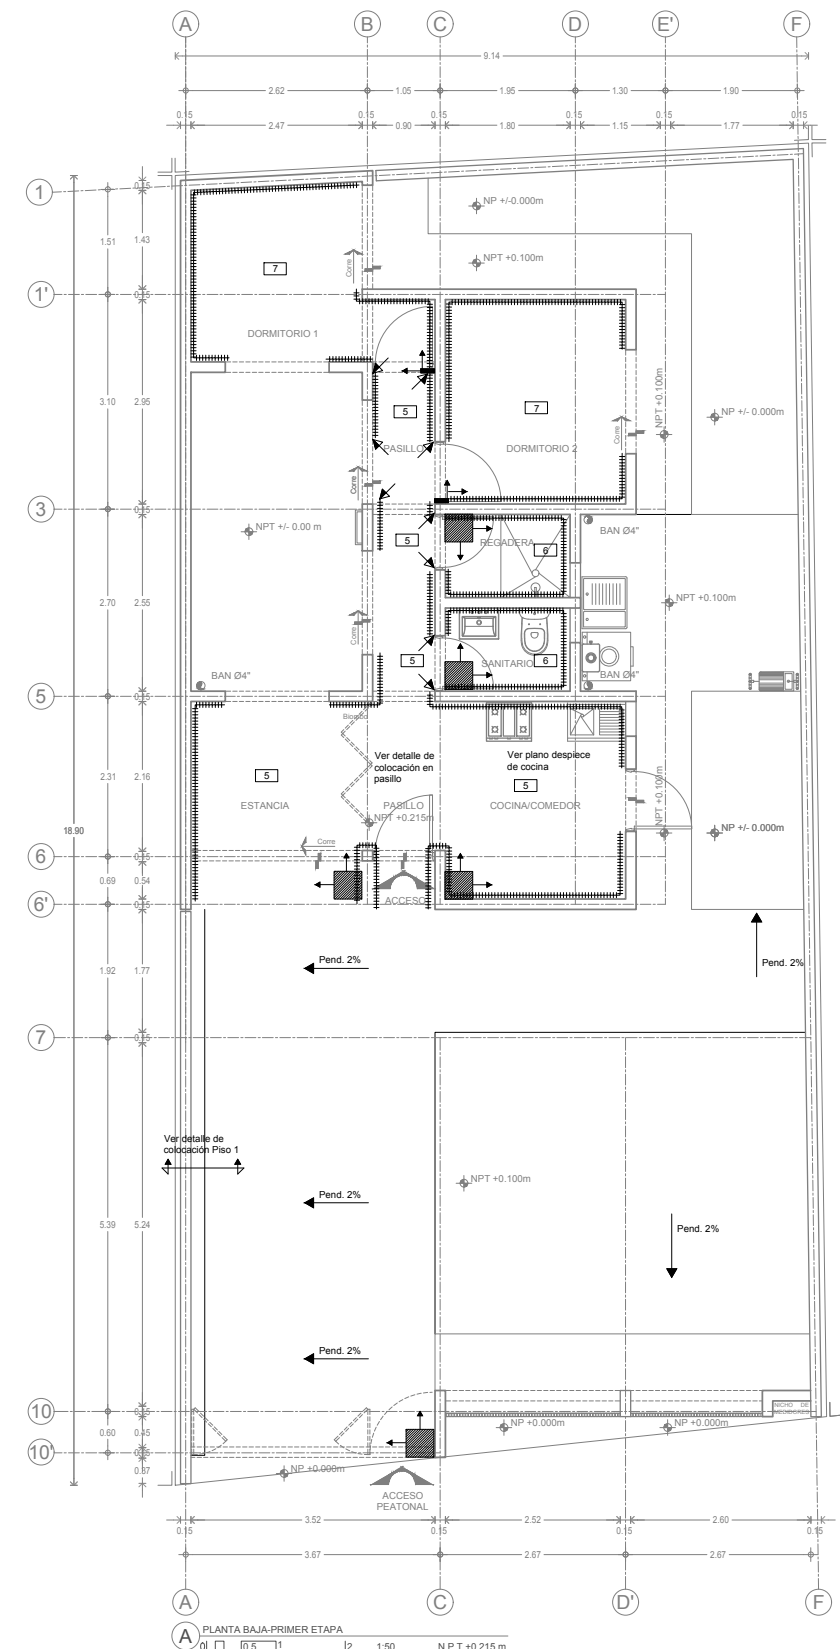 A B C D E' F
9.14
2.62 1.05 1.95 1.30 1.90
0.15 0.15 0.15 0.15 0.15 0.15
2.47 0.90 1.80 1.15 1.77
1
0.15
NP +/-0.000m
1.51 1.43
Corre
NPT +0.100m
7
1'
0.15
DORMITORIO 1
NPT +0.100m
3.10 2.95
5
7
NP +/- 0.000m
PASILLO
DORMITORIO 2
Corre
Corre
3
0.15
NPT +/- 0.00 m
BAN Ø4"
5
REGADERA
6
2.70 2.55
NPT +0.100m
Corre
5
SANITARIO
6
BAN Ø4"
BAN Ø4"
5
0.15
Biombo
Ver detalle de
colocación en
pasillo
Ver plano despiece
de cocina
5
5
2.31 2.16
ESTANCIA
PASILLO
COCINA/COMEDOR
NPT +0.100m
NPT +0.215m
NP +/- 0.000m
18.90
Corre
6
0.15
0.69 0.54
ACCESO
6'
0.15
Pend. 2%
Pend. 2%
1.92 1.77
7
0.15
Ver detalle de
colocación Piso 1
NPT +0.100m
Pend. 2%
5.39 5.24
Pend. 2%
Pend. 2%
10
0.15
NICHO DE
MEDIDORES
0.60 0.45
NP +0.000m
NP +0.000m
10'
0.15
NP +0.000m
0.37
ACCESO
PEATONAL
3.52 2.52 2.60
0.15 0.15 0.15 0.15
3.67 2.67 2.67
A C D' F
A PLANTA BAJA-PRIMER ETAPA
0 0.5 1 2 1:50 N.P.T +0.215 m